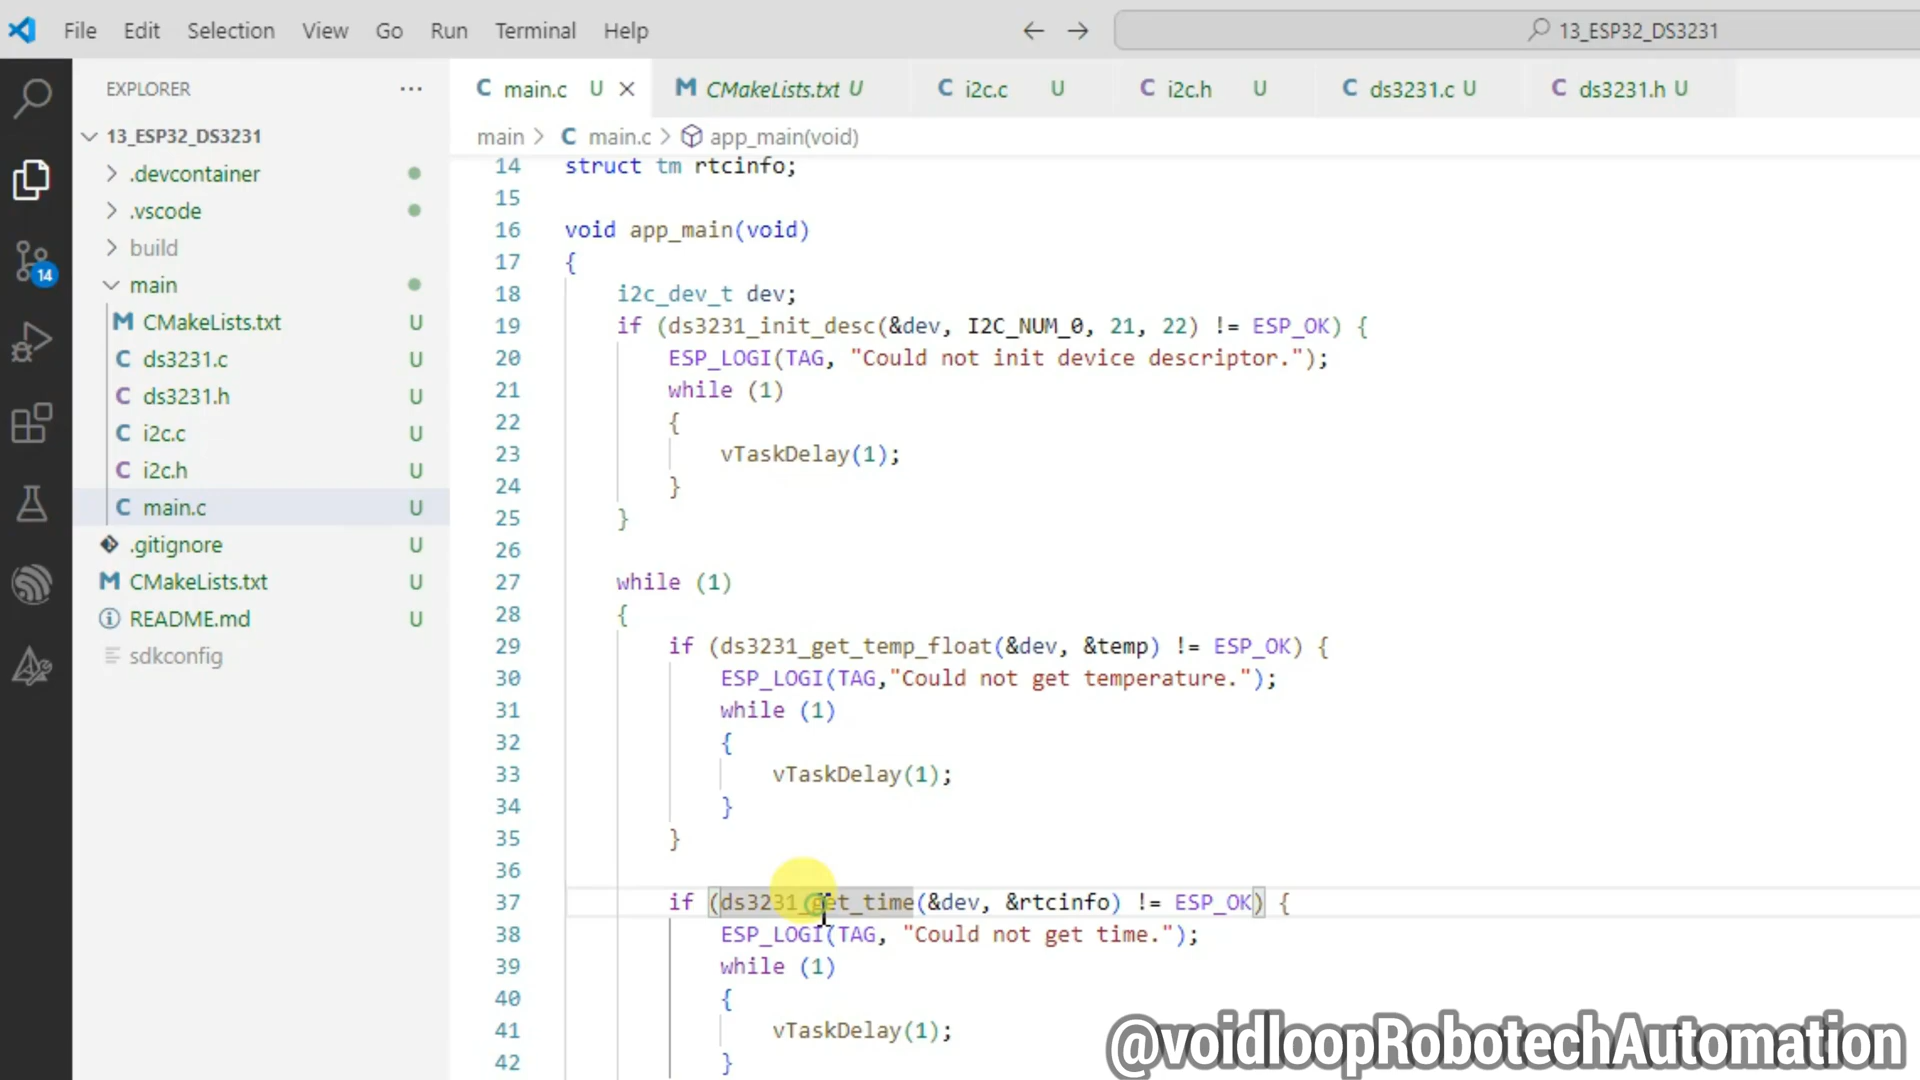 File Edit Selection View Go Run Terminal Help
13_ESP32_DS3231
EXPLORER
13_ESP32_DS3231
.devcontainer
.vscode
build
main
CMakeLists.txt U
ds3231.c U
ds3231.h U
i2c.c U
i2c.h U
main.c U
.gitignore U
CMakeLists.txt U
README.md U
sdkconfig
14
main.c U CMakeLists.txt U i2c.c U i2c.h U ds3231.c U ds3231.h U
main > main.c > app_main(void)
14 struct tm rtcinfo;
15
16 void app_main(void)
17 {
18 i2c_dev_t dev;
19 if (ds3231_init_desc(&dev, I2C_NUM_0, 21, 22) != ESP_OK) {
20 ESP_LOGI(TAG, "Could not init device descriptor.");
21 while (1)
22 {
23 vTaskDelay(1);
24 }
25 }
26
27 while (1)
28 {
29 if (ds3231_get_temp_float(&dev, &temp) != ESP_OK) {
30 ESP_LOGI(TAG,"Could not get temperature.");
31 while (1)
32 {
33 vTaskDelay(1);
34 }
35 }
36
37 if (ds3231_get_time(&dev, &rtcinfo) != ESP_OK) {
38 ESP_LOGI(TAG, "Could not get time.");
39 while (1)
40 {
41 vTaskDelay(1);
42 }
@voidloopRobotechAutomation